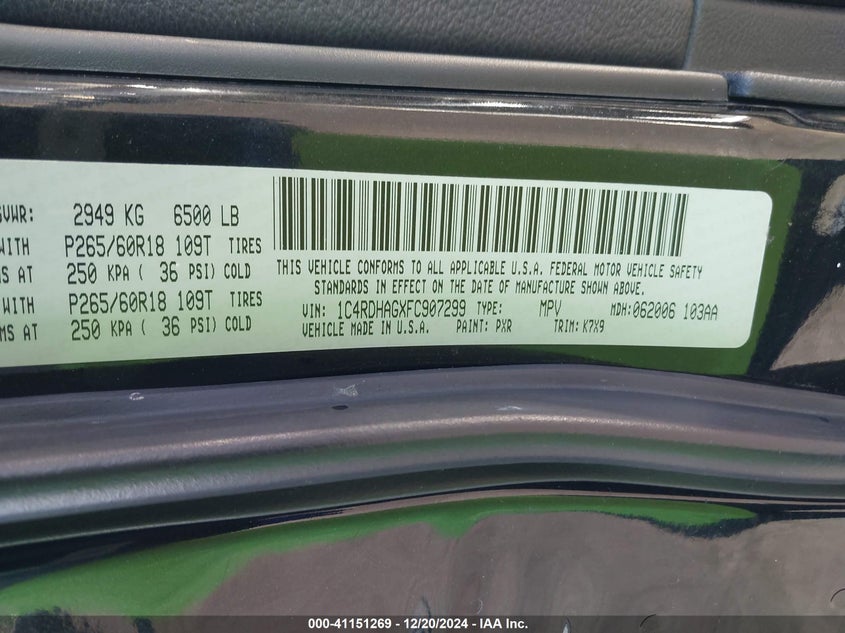 GVWR: 2949 KG 6500 LB
WITH P265/60R18 109T TIRES
MS AT 250 KPA ( 36 PSI) COLD
WITH P265/60R18 109T TIRES
MS AT 250 KPA ( 36 PSI) COLD
THIS VEHICLE CONFORMS TO ALL APPLICABLE U.S.A. FEDERAL MOTOR VEHICLE SAFETY
STANDARDS IN EFFECT ON THE DATE OF MANUFACTURE SHOWN ABOVE.
VIN: 1C4RDHAGXFC907299 TYPE: MPV MDH:062006 103AA
VEHICLE MADE IN U.S.A. PAINT: PXR TRIM: K7X9
000-41151269 - 12/20/2024 - IAA Inc.